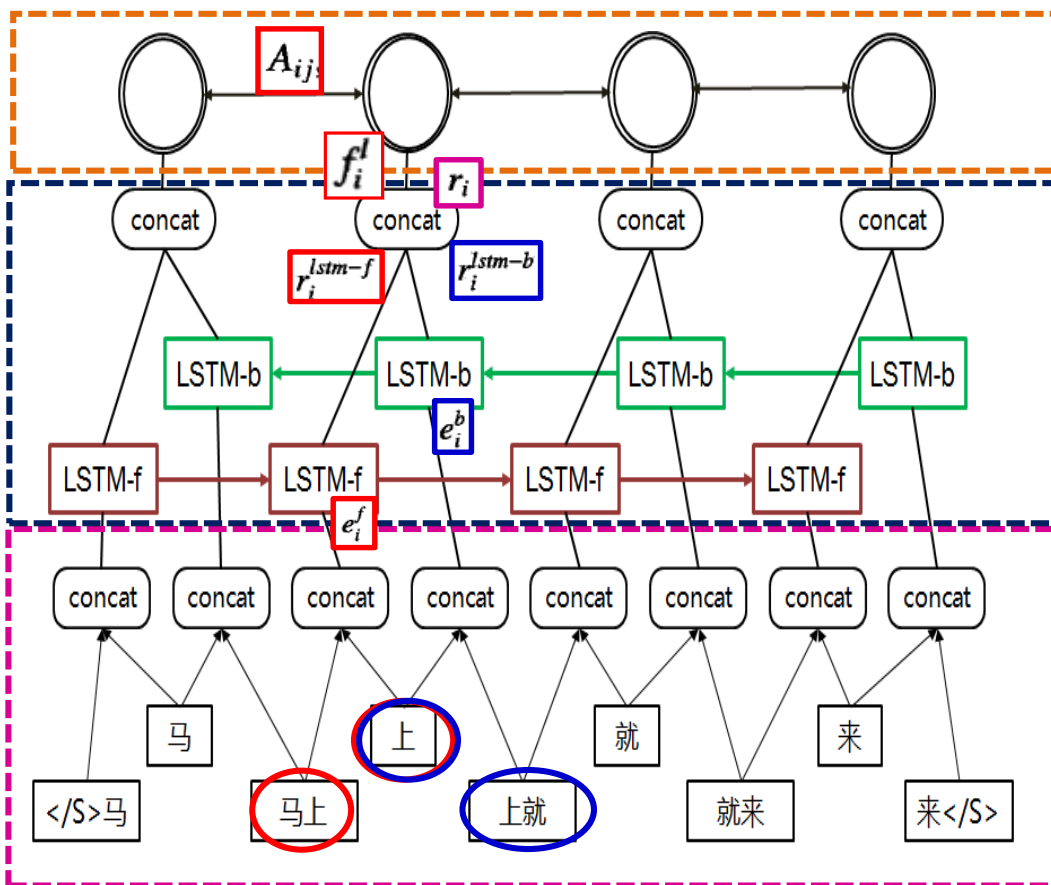 A_{ij}
f_i^l
r_i
concat concat concat concat
r_i^{lstm-f} r_i^{lstm-b}
LSTM-b LSTM-b LSTM-b LSTM-b
e_i^b
LSTM-f LSTM-f LSTM-f LSTM-f
e_i^f
concat concat concat concat concat concat concat concat
马 上 就 来
</S>马 马上 上就 就来 来</S>